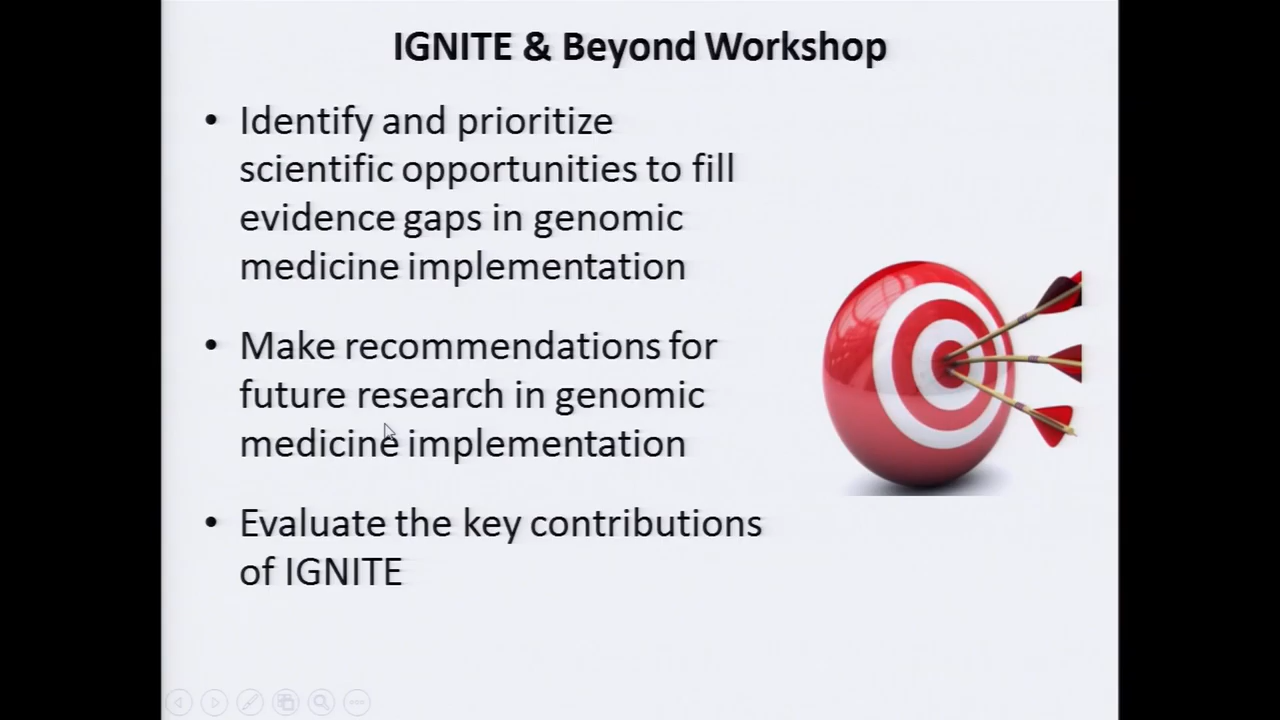 IGNITE & Beyond Workshop
• Identify and prioritize
scientific opportunities to fill
evidence gaps in genomic
medicine implementation
• Make recommendations for
future research in genomic
medicine implementation
• Evaluate the key contributions
of IGNITE